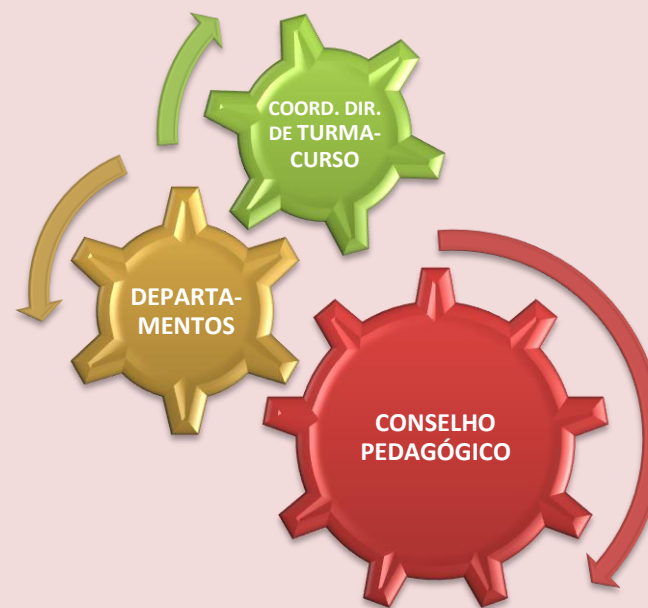 COORD. DIR.
DE TURMA-
CURSO
DEPARTA-
MENTOS
CONSELHO
PEDAGÓGICO